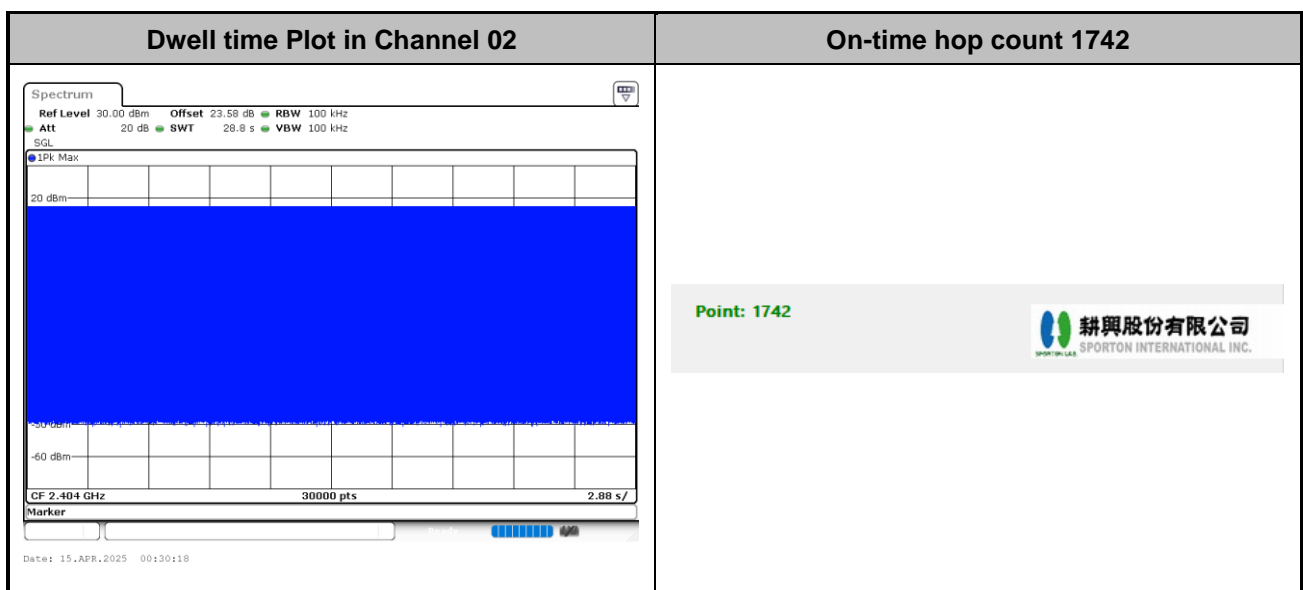 Dwell time Plot in Channel 02
On-time hop count 1742
Spectrum
Ref Level 30.00 dBm Offset 23.58 dB RBW 100 kHz
Att 20 dB SWT 28.8 s VBW 100 kHz
SGL
1Pk Max
20 dBm
-60 dBm
CF 2.404 GHz 30000 pts 2.88 s/
Marker
Date: 15.APR.2025 00:30:18
Point: 1742
耕興股份有限公司
SPORTON LAB. SPORTON INTERNATIONAL INC.